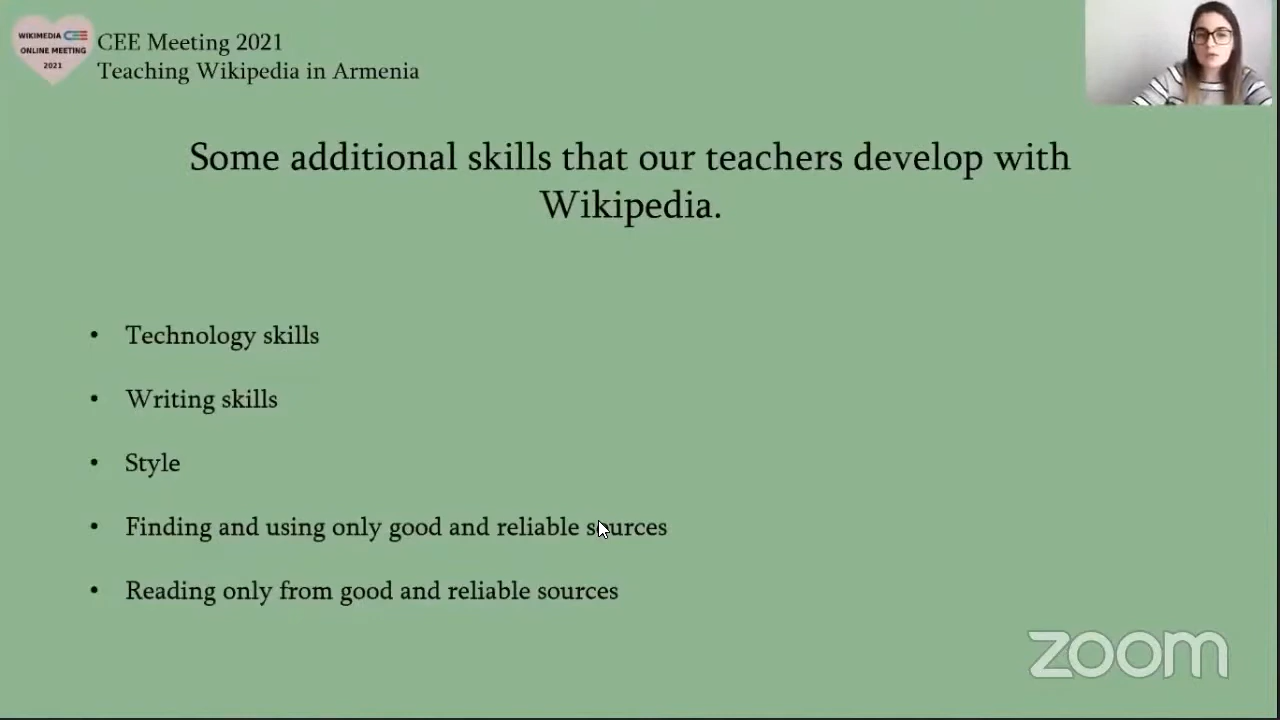 WIKIMEDIA CEE
ONLINE MEETING
2021
CEE Meeting 2021
Teaching Wikipedia in Armenia
Some additional skills that our teachers develop with
Wikipedia.
• Technology skills
• Writing skills
• Style
• Finding and using only good and reliable sources
• Reading only from good and reliable sources
zoom